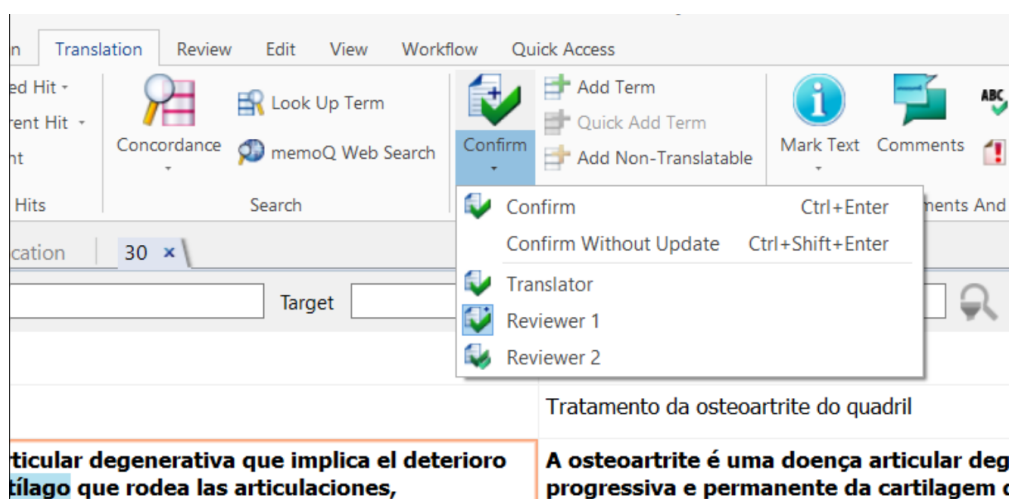 n Translation Review Edit View Workflow Quick Access
ed Hit
rent Hit
nt
Concordance
Look Up Term
memoQ Web Search
Confirm
Add Term
Quick Add Term
Add Non-Translatable
Mark Text
Comments
ABC
Hits
Search
ments And
Confirm Ctrl+Enter
Confirm Without Update Ctrl+Shift+Enter
Translator
Reviewer 1
Reviewer 2
cation
30 x
Target
Tratamento da osteoartrite do quadril
rticular degenerativa que implica el deterioro
tílago que rodea las articulaciones,
A osteoartrite é uma doença articular deg
progressiva e permanente da cartilagem